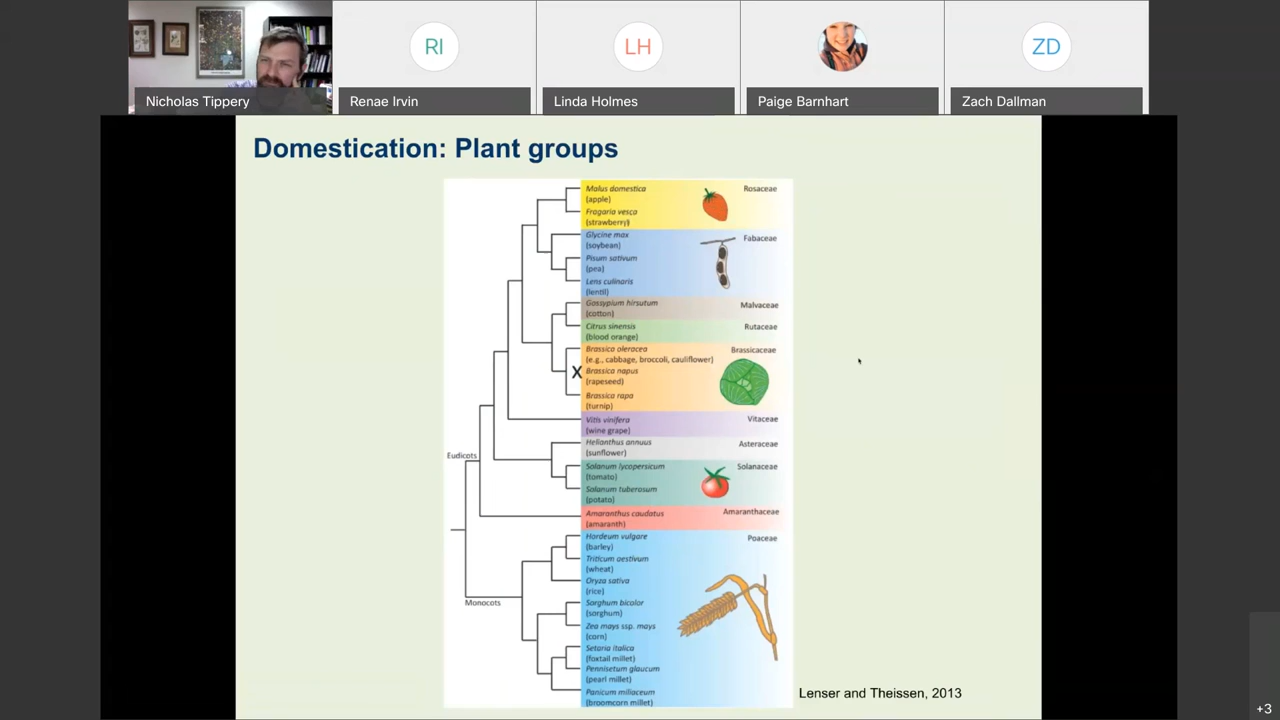 RI
LH
ZD
Nicholas Tippery
Renae Irvin
Linda Holmes
Paige Barnhart
Zach Dallman
Domestication: Plant groups
Malus domestica
(apple)
Rosaceae
Fragaria vesca
(strawberry)
Glycine max
(soybean)
Fabaceae
Pisum sativum
(pea)
Lens culinaris
(lentil)
Gossypium hirsutum
(cotton)
Malvaceae
Citrus sinensis
(blood orange)
Rutaceae
Brassica oleracea
(e.g., cabbage, broccoli, cauliflower)
Brassicaceae
X
Brassica napus
(rapeseed)
Brassica rapa
(turnip)
Vitis vinifera
(wine grape)
Vitaceae
Helianthus annuus
(sunflower)
Asteraceae
Eudicots
Solanum lycopersicum
(tomato)
Solanaceae
Solanum tuberosum
(potato)
Amaranthus caudatus
(amaranth)
Amaranthaceae
Hordeum vulgare
(barley)
Poaceae
Triticum aestivum
(wheat)
Oryza sativa
(rice)
Monocots
Sorghum bicolor
(sorghum)
Zea mays ssp. mays
(corn)
Setaria italica
(foxtail millet)
Pennisetum glaucum
(pearl millet)
Panicum miliaceum
(broomcorn millet)
Lenser and Theissen, 2013
+3